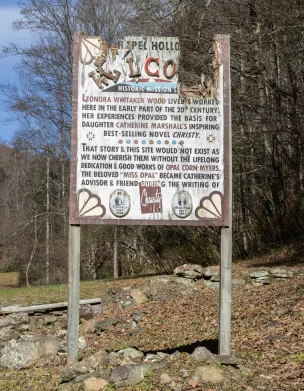 HAPEL HOLLO
LCO
HISTORIC MISSION S
LEONORA WHITAKER WOOD LIVED & WORKED
HERE IN THE EARLY PART OF THE 20TH CENTURY.
HER EXPERIENCES PROVIDED THE BASIS FOR
DAUGHTER CATHERINE MARSHALL'S INSPIRING
BEST-SELLING NOVEL CHRISTY.
THAT STORY & THIS SITE WOULD NOT EXIST AS
WE NOW CHERISH THEM WITHOUT THE LIFELONG
DEDICATION & GOOD WORKS OF OPAL CORN MYERS.
THE BELOVED "MISS OPAL" BECAME CATHERINE'S
ADVISOR & FRIEND DURING THE WRITING OF
Christy